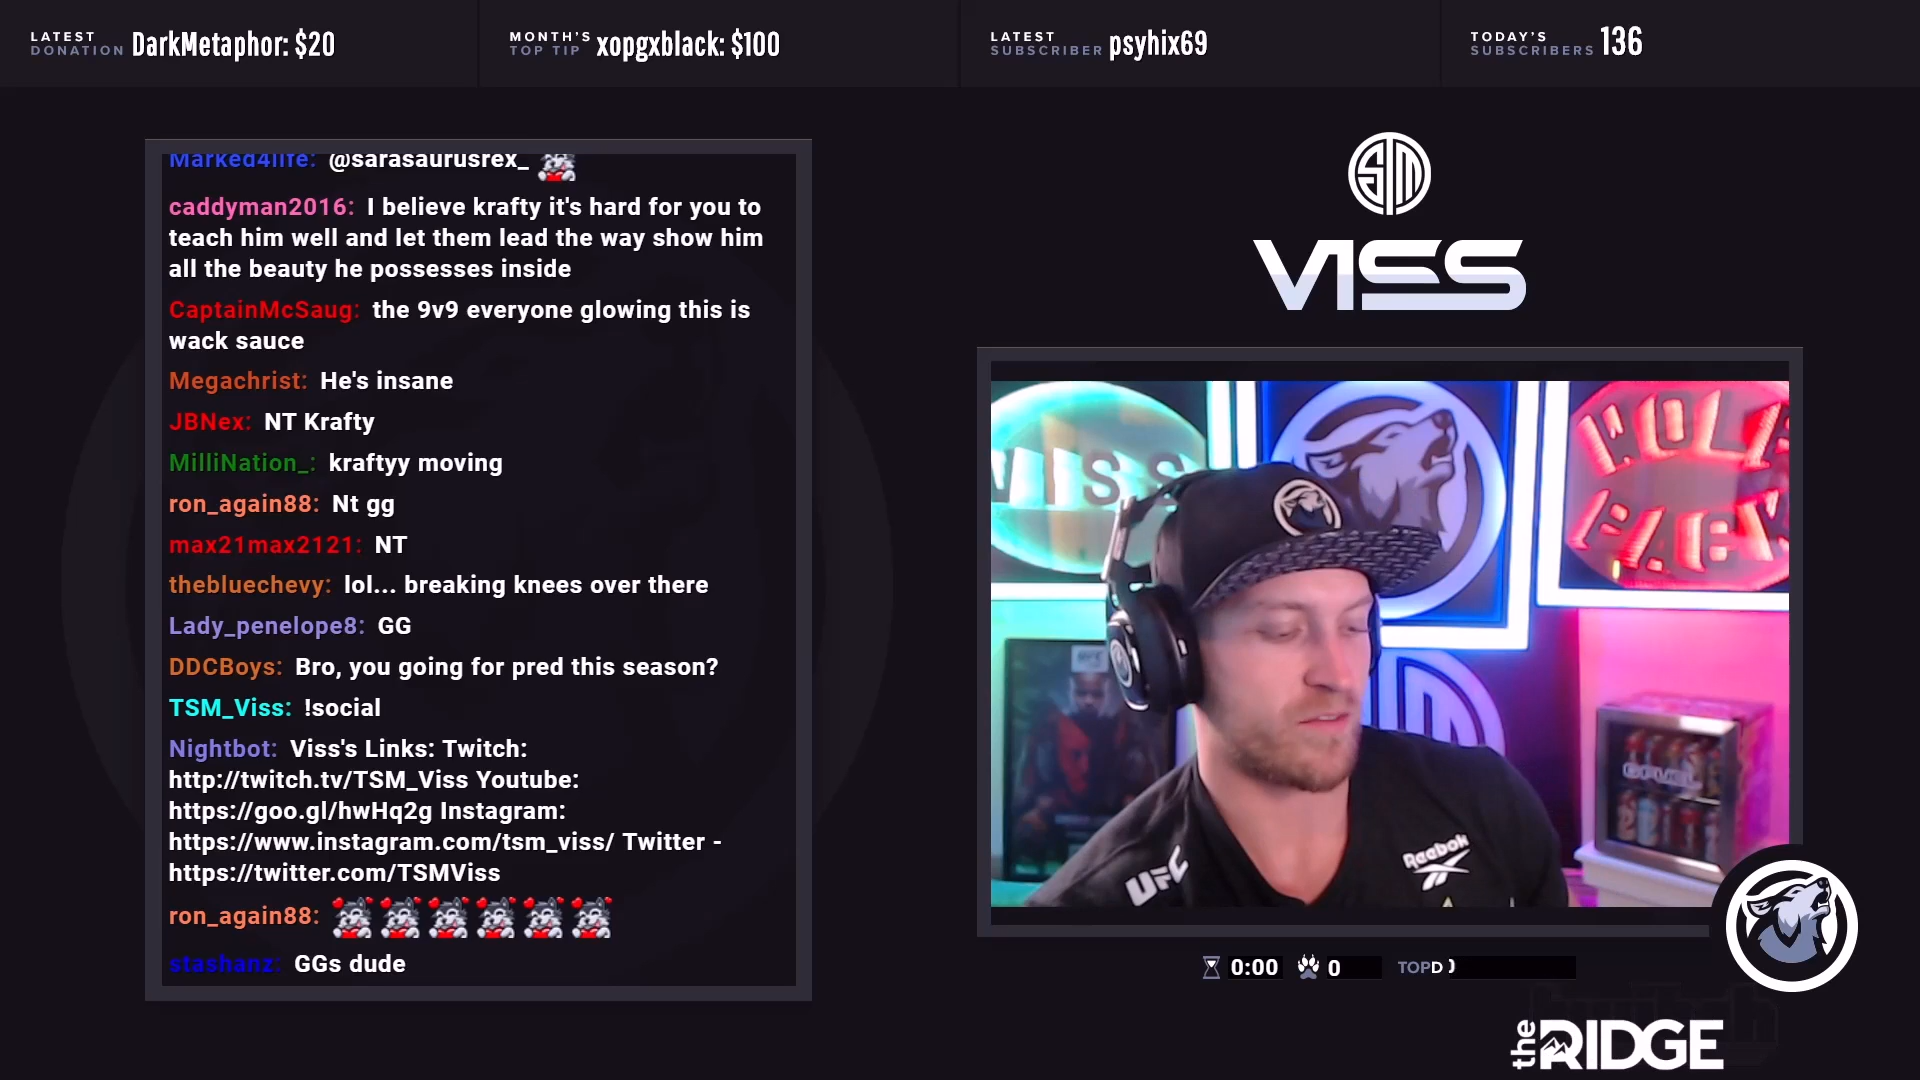 LATEST
DONATION DarkMetaphor: $20
MONTH'S
TOP TIP xopgxblack: $100
LATEST
SUBSCRIBER psyhix69
TODAY'S
SUBSCRIBERS 136
Marked4life: @sarasaurusrex_
caddyman2016: I believe krafty it's hard for you to
teach him well and let them lead the way show him
all the beauty he possesses inside
CaptainMcSaug: the 9v9 everyone glowing this is
wack sauce
Megachrist: He's insane
JBNex: NT Krafty
MilliNation_: kraftyy moving
ron_again88: Nt gg
max21max2121: NT
thebluechevy: lol... breaking knees over there
Lady_penelope8: GG
DDCBoys: Bro, you going for pred this season?
TSM_Viss: !social
Nightbot: Viss's Links: Twitch:
http://twitch.tv/TSM_Viss Youtube:
https://goo.gl/hwHq2g Instagram:
https://www.instagram.com/tsm_viss/ Twitter -
https://twitter.com/TSMViss
ron_again88:
stashanz: GGs dude
TSM
VISS
VISS
WOLF
UFC
Reebok
0:00
0
TOPD
the RIDGE